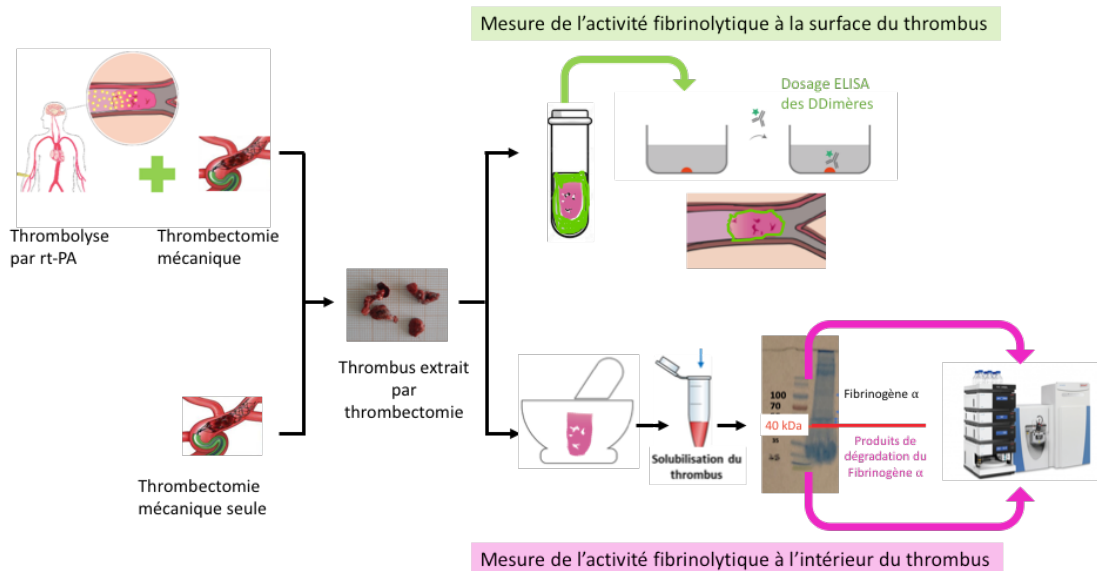 Mesure de l'activité fibrinolytique à la surface du thrombus
Dosage ELISA
des DDimères
Thrombolyse
par rt-PA
Thrombectomie
mécanique
Thrombus extrait
par
thrombectomie
Thrombectomie
mécanique seule
Solubilisation du
thrombus
100
70
40 kDa
Fibrinogène α
Produits de
dégradation du
Fibrinogène α
Mesure de l'activité fibrinolytique à l'intérieur du thrombus